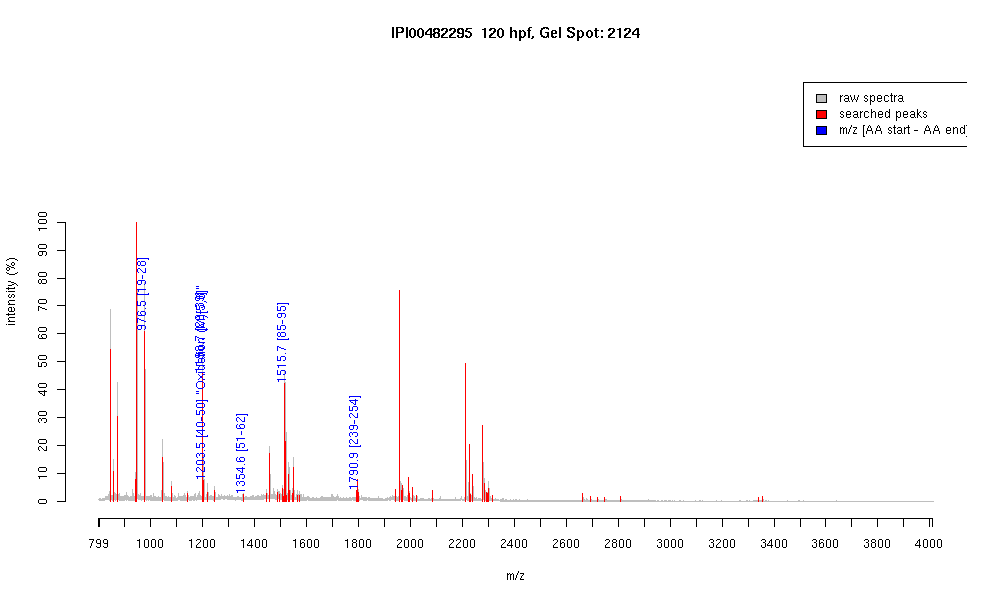 IPI00482295 120 hpf, Gel Spot: 2124
raw spectra
searched peaks
m/z [AA start - AA end]
intensity (%)
100
90
80
70
60
50
40
30
20
10
0
976.5 [19-28]
1203.5 [40-50] "Oxidation (M)
1354.6 [51-62]
1515.7 [85-95]
1790.9 [239-254]
799 1000 1200 1400 1600 1800 2000 2200 2400 2600 2800 3000 3200 3400 3600 3800 4000
m/z